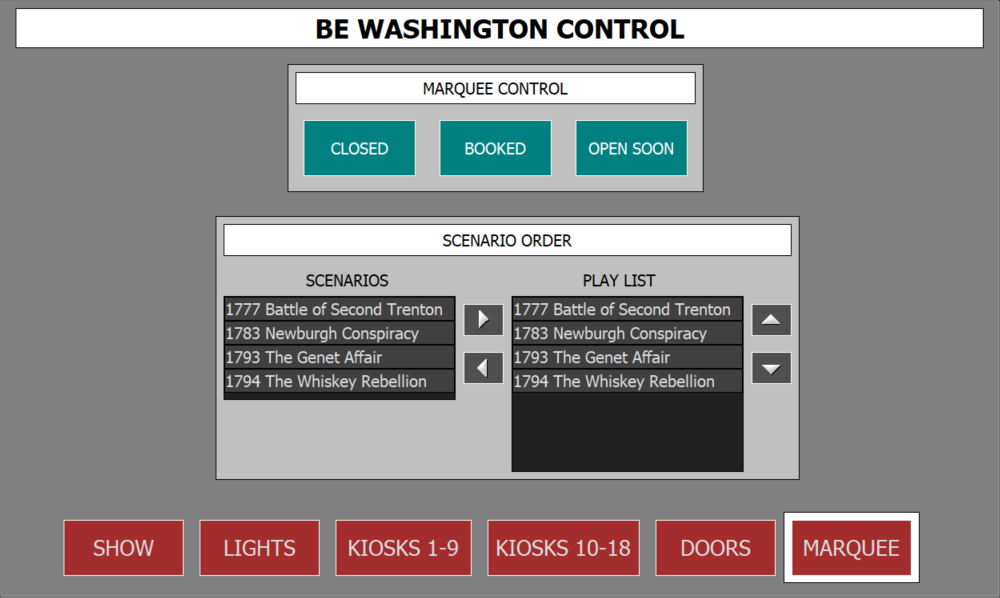 BE WASHINGTON CONTROL
MARQUEE CONTROL
CLOSED BOOKED OPEN SOON
SCENARIO ORDER
SCENARIOS PLAY LIST
1777 Battle of Second Trenton 1777 Battle of Second Trenton
1783 Newburgh Conspiracy 1783 Newburgh Conspiracy
1793 The Genet Affair 1793 The Genet Affair
1794 The Whiskey Rebellion 1794 The Whiskey Rebellion
SHOW LIGHTS KIOSKS 1-9 KIOSKS 10-18 DOORS MARQUEE